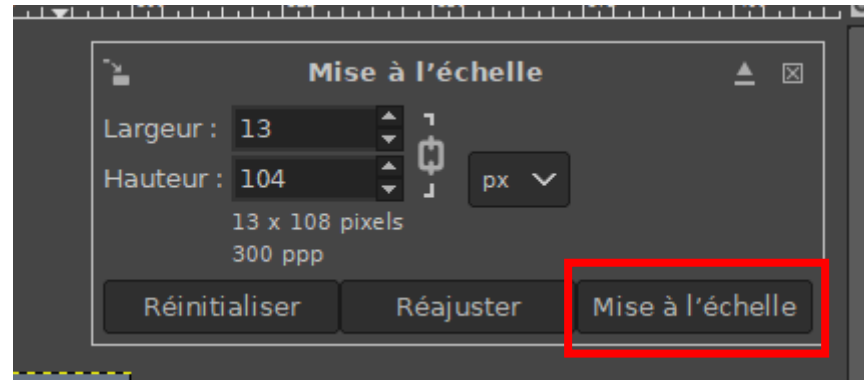 Mise à l'échelle
Largeur : 13
Hauteur : 104 px
13 x 108 pixels
300 ppp
Réinitialiser Réajuster Mise à l'échelle